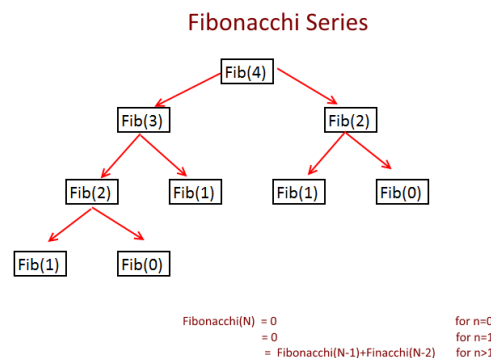 Fibonacchi Series
Fib(4)
Fib(3) Fib(2)
Fib(2) Fib(1) Fib(1) Fib(0)
Fib(1) Fib(0)
Fibonacchi(N) = 0 for n=0
= 0 for n=1
= Fibonacchi(N-1)+Finacchi(N-2) for n>1